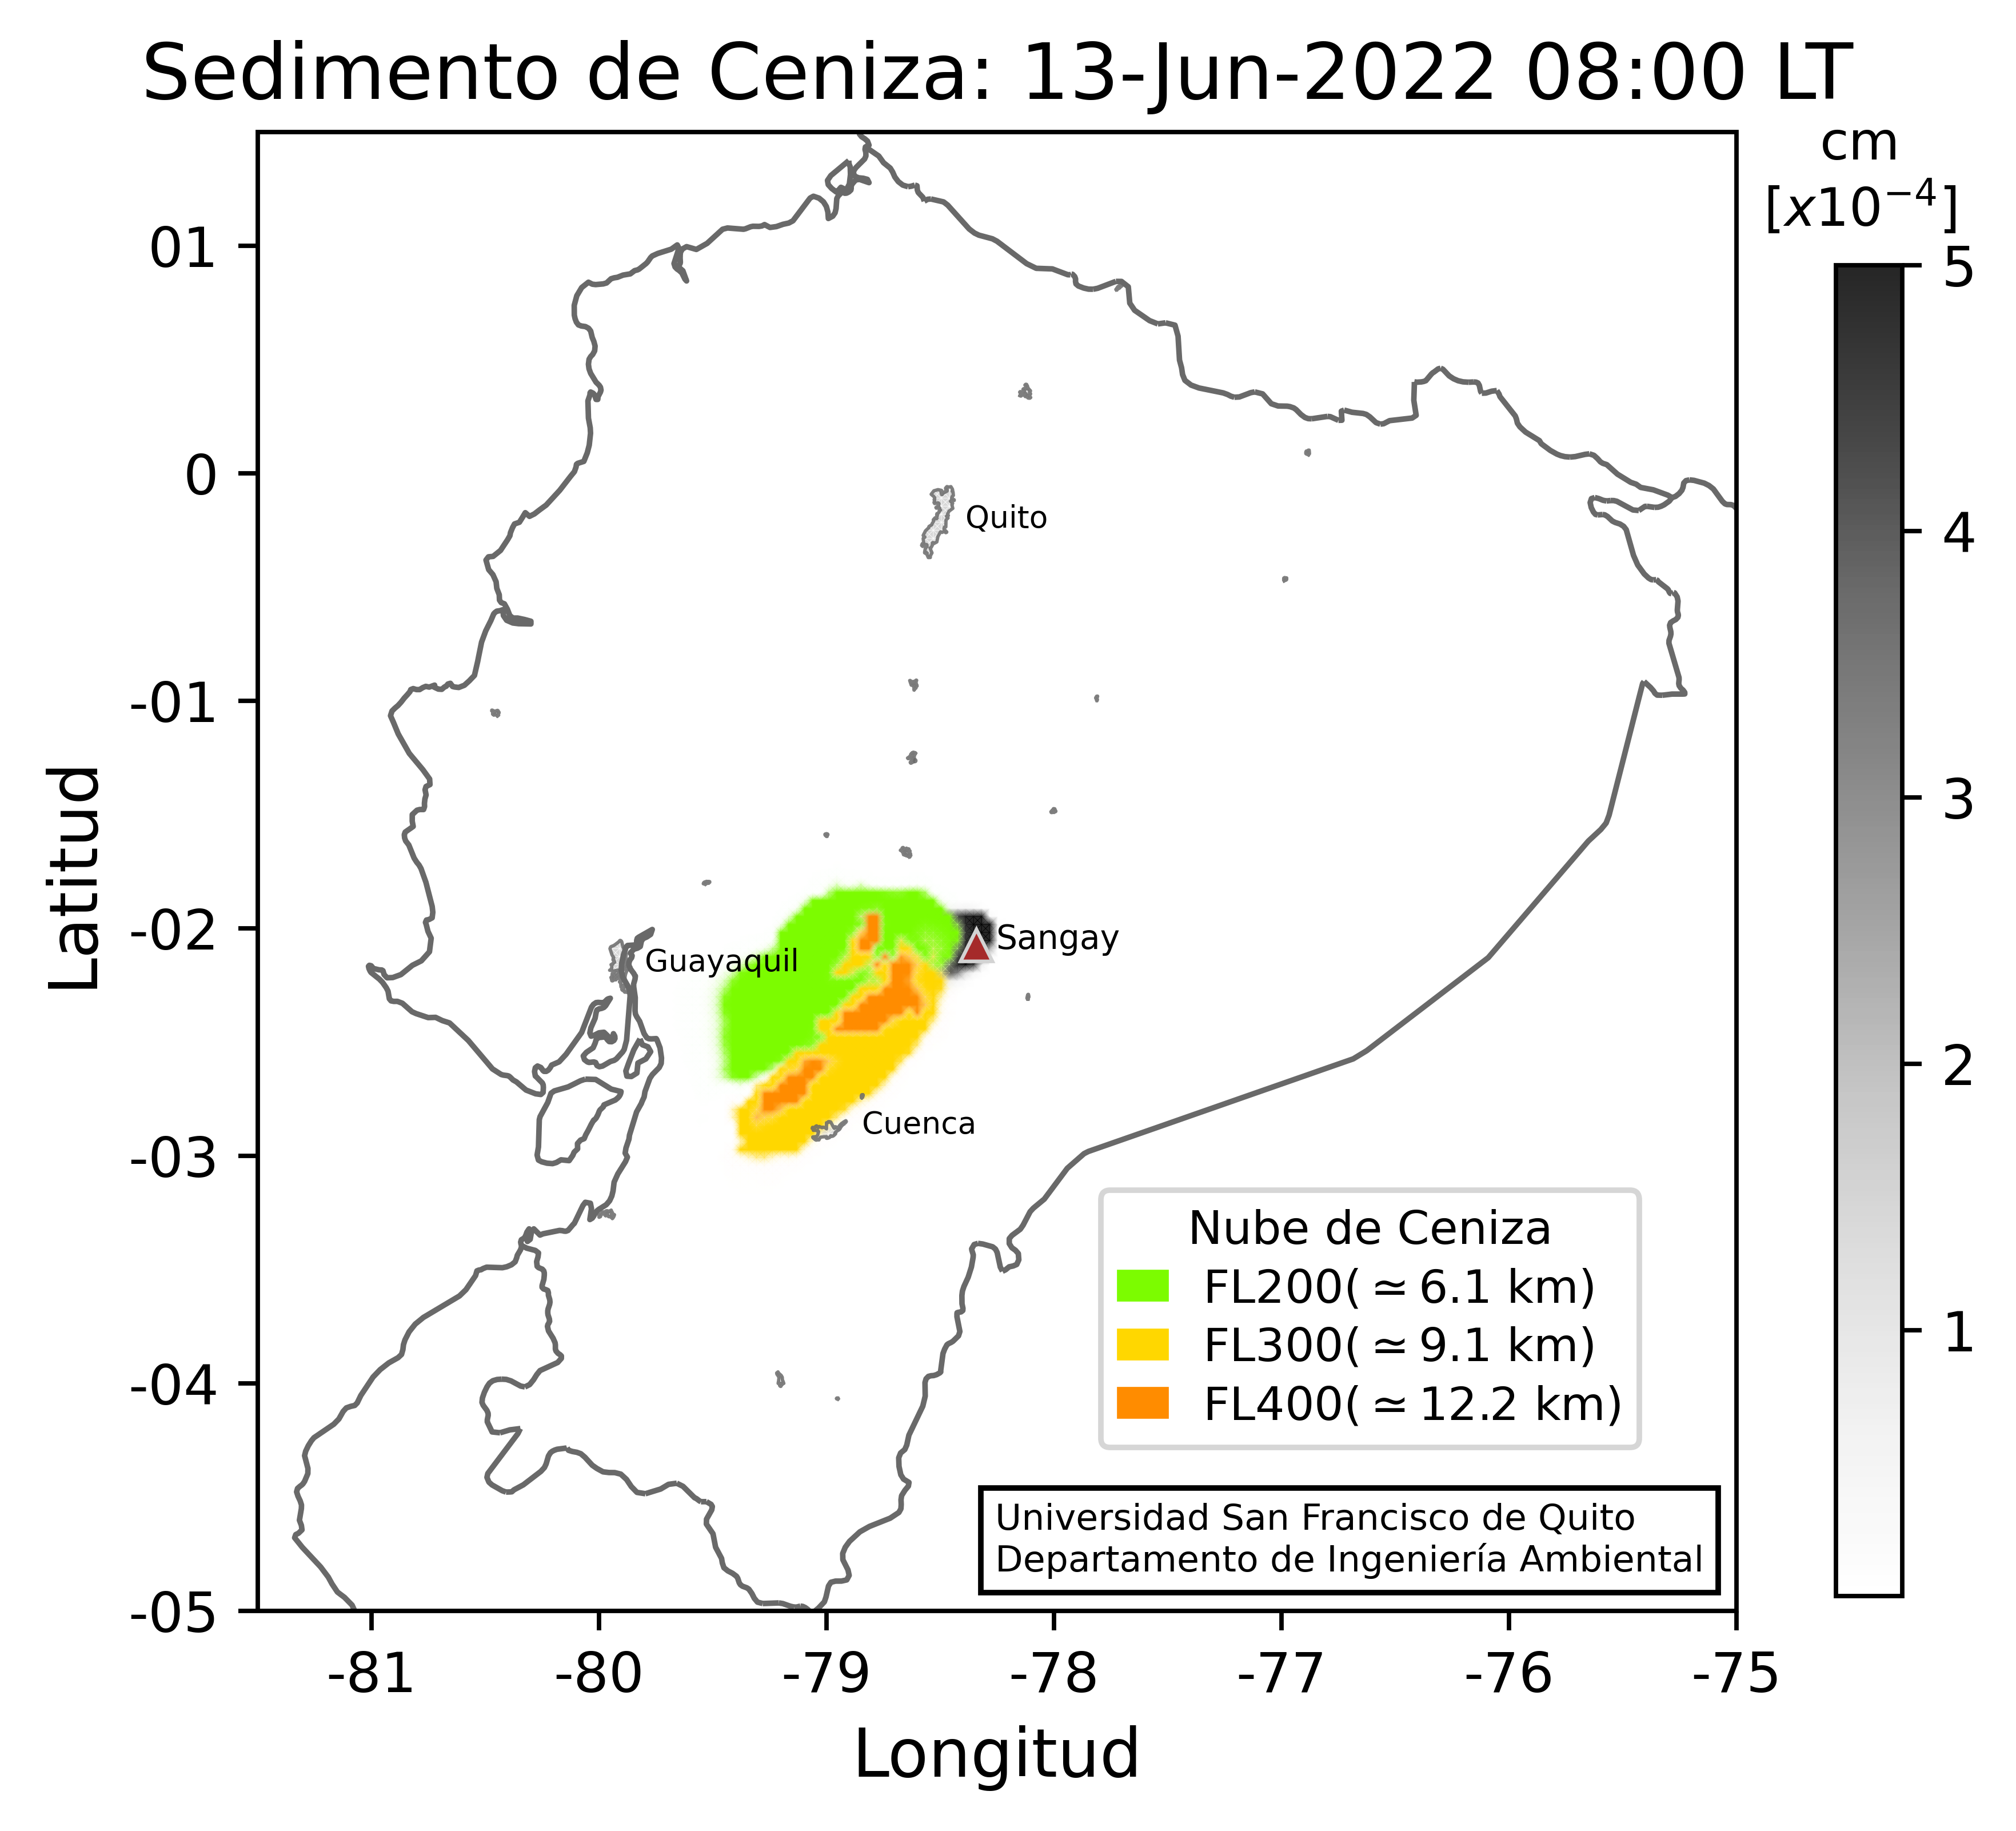 Sedimento de Ceniza: 13-Jun-2022 08:00 LT
cm
[x10⁻⁴]
5
4
3
2
1
01
0
-01
-02
-03
-04
-05
Latitud
Quito
Sangay
Guayaquil
Cuenca
Nube de Ceniza
FL200( ≃ 6.1 km)
FL300( ≃ 9.1 km)
FL400( ≃ 12.2 km)
Universidad San Francisco de Quito
Departamento de Ingeniería Ambiental
-81 -80 -79 -78 -77 -76 -75
Longitud